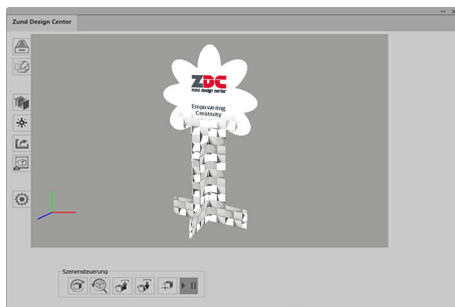 Zund Design Center
ZDC
zund design center
Empowering
Creativity
Szenensteuerung